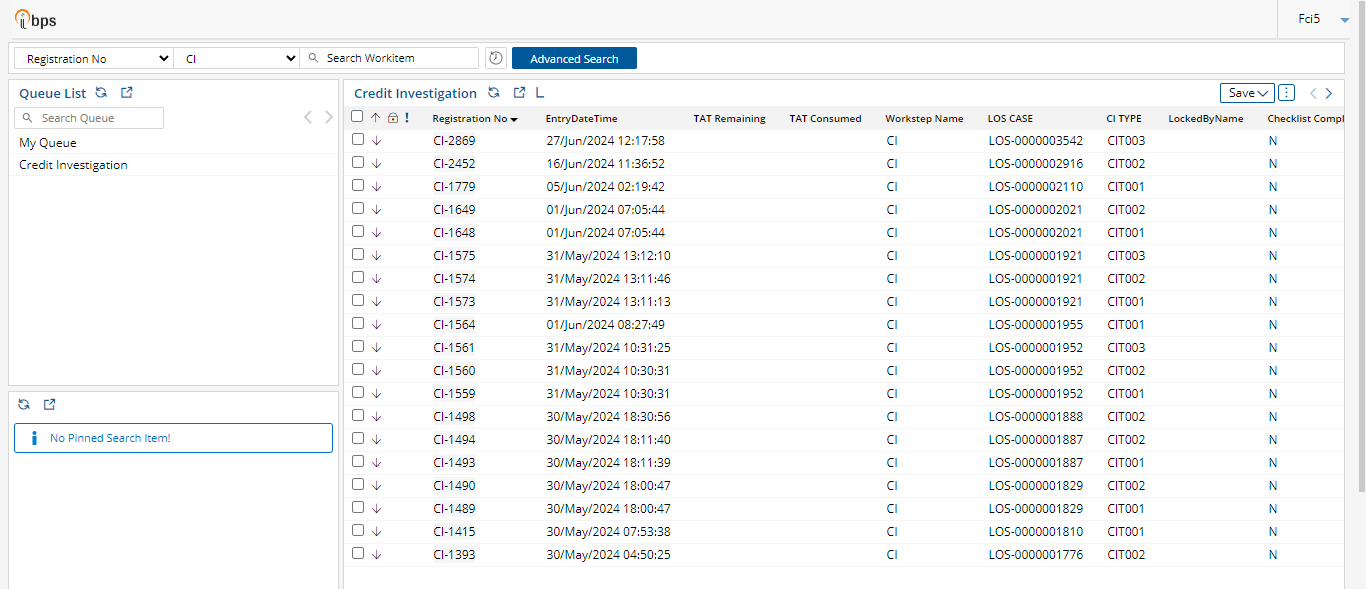 ibps
Fci5
Registration No CI Search Workitem Advanced Search
Queue List
Search Queue
My Queue
Credit Investigation
No Pinned Search Item!
Credit Investigation Save
! Registration No EntryDateTime TAT Remaining TAT Consumed Workstep Name LOS CASE CI TYPE LockedByName Checklist Compl
CI-2869 27/Jun/2024 12:17:58 CI LOS-0000003542 CIT003 N
CI-2452 16/Jun/2024 11:36:52 CI LOS-0000002916 CIT002 N
CI-1779 05/Jun/2024 02:19:42 CI LOS-0000002110 CIT001 N
CI-1649 01/Jun/2024 07:05:44 CI LOS-0000002021 CIT002 N
CI-1648 01/Jun/2024 07:05:44 CI LOS-0000002021 CIT001 N
CI-1575 31/May/2024 13:12:10 CI LOS-0000001921 CIT003 N
CI-1574 31/May/2024 13:11:46 CI LOS-0000001921 CIT002 N
CI-1573 31/May/2024 13:11:13 CI LOS-0000001921 CIT001 N
CI-1564 01/Jun/2024 08:27:49 CI LOS-0000001955 CIT001 N
CI-1561 31/May/2024 10:31:25 CI LOS-0000001952 CIT003 N
CI-1560 31/May/2024 10:30:31 CI LOS-0000001952 CIT002 N
CI-1559 31/May/2024 10:30:31 CI LOS-0000001952 CIT001 N
CI-1498 30/May/2024 18:30:56 CI LOS-0000001888 CIT002 N
CI-1494 30/May/2024 18:11:40 CI LOS-0000001887 CIT002 N
CI-1493 30/May/2024 18:11:39 CI LOS-0000001887 CIT001 N
CI-1490 30/May/2024 18:00:47 CI LOS-0000001829 CIT002 N
CI-1489 30/May/2024 18:00:47 CI LOS-0000001829 CIT001 N
CI-1415 30/May/2024 07:53:38 CI LOS-0000001810 CIT001 N
CI-1393 30/May/2024 04:50:25 CI LOS-0000001776 CIT002 N